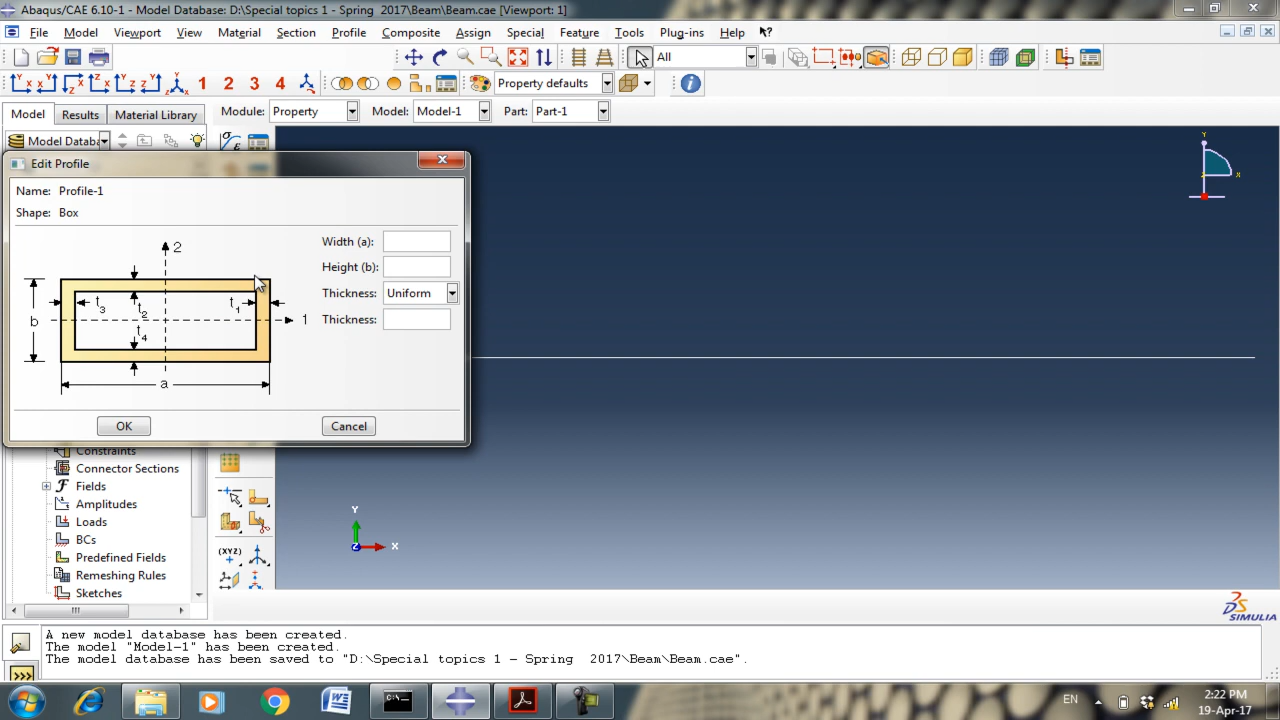 Abaqus/CAE 6.10-1 - Model Database: D:\Special topics 1 - Spring 2017\Beam\Beam.cae [Viewport: 1]
File Model Viewport View Material Section Profile Composite Assign Special Feature Tools Plug-ins Help
All
1 2 3 4 Property defaults
Model Results Material Library Module: Property Model: Model-1 Part: Part-1
Model Databa
Edit Profile
Name: Profile-1
Shape: Box
Width (a):
Height (b):
Thickness: Uniform
Thickness:
2
t3 t2 t1
b t4 1
a
OK Cancel
Constraints
Connector Sections
Fields
Amplitudes
Loads
BCs
Predefined Fields
Remeshing Rules
Sketches
Y
X
Y
X
Z
SIMULIA
A new model database has been created.
The model "Model-1" has been created.
The model database has been saved to "D:\Special topics 1 - Spring 2017\Beam\Beam.cae".
>>>
EN 2:22 PM
19-Apr-17